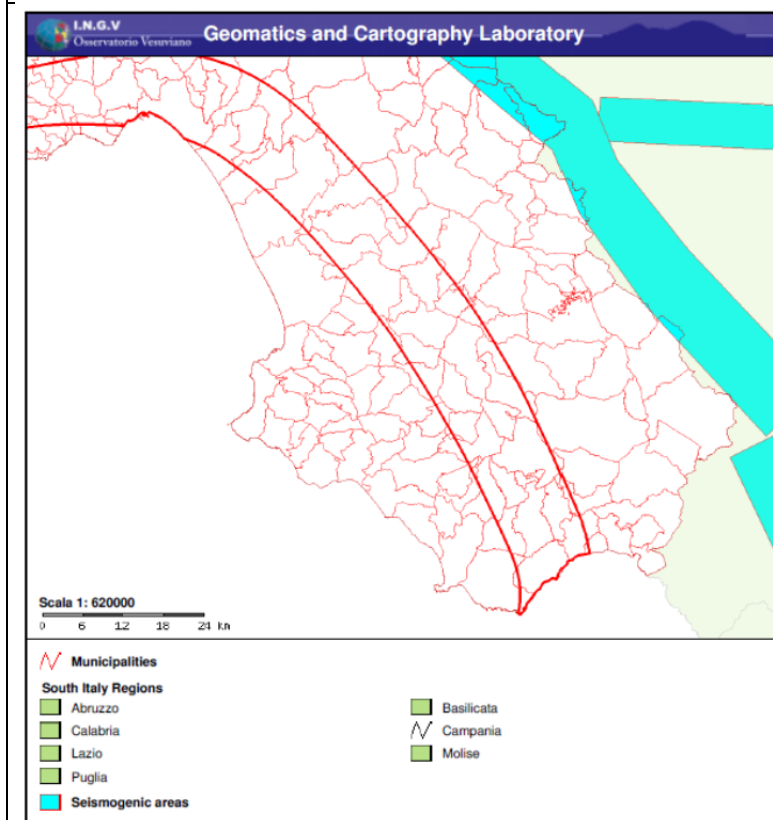 I.N.G.V
Osservatorio Vesuviano
Geomatics and Cartography Laboratory
Scala 1: 620000
0 6 12 18 24 km
Municipalities
South Italy Regions
Abruzzo
Calabria
Lazio
Puglia
Seismogenic areas
Basilicata
Campania
Molise